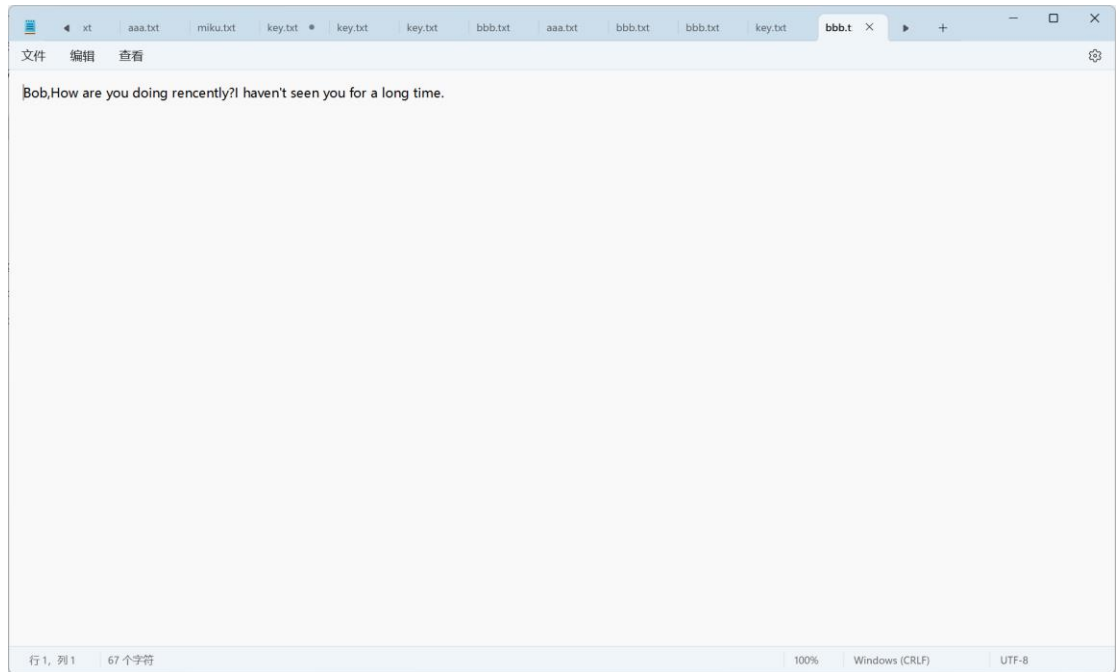 xt aaa.txt miku.txt key.txt key.txt key.txt bbb.txt aaa.txt bbb.txt bbb.txt key.txt bbb.t
文件 编辑 查看
Bob,How are you doing rencently?I haven't seen you for a long time.
行 1, 列 1 67 个字符 100% Windows (CRLF) UTF-8